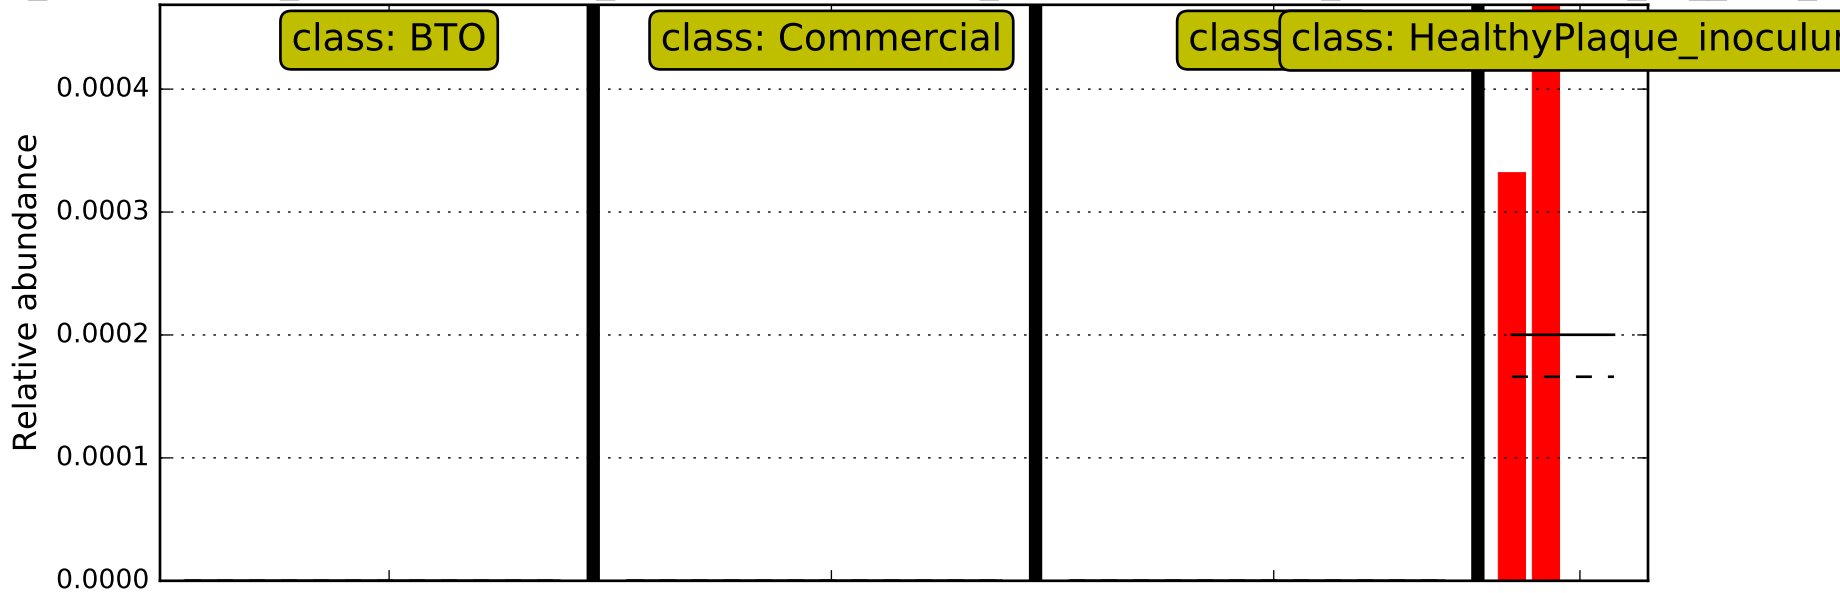 class: BTO
class: Commercial
class
class: HealthyPlaque_inoculu
0.0004
0.0003
0.0002
0.0001
0.0000
Relative abundance